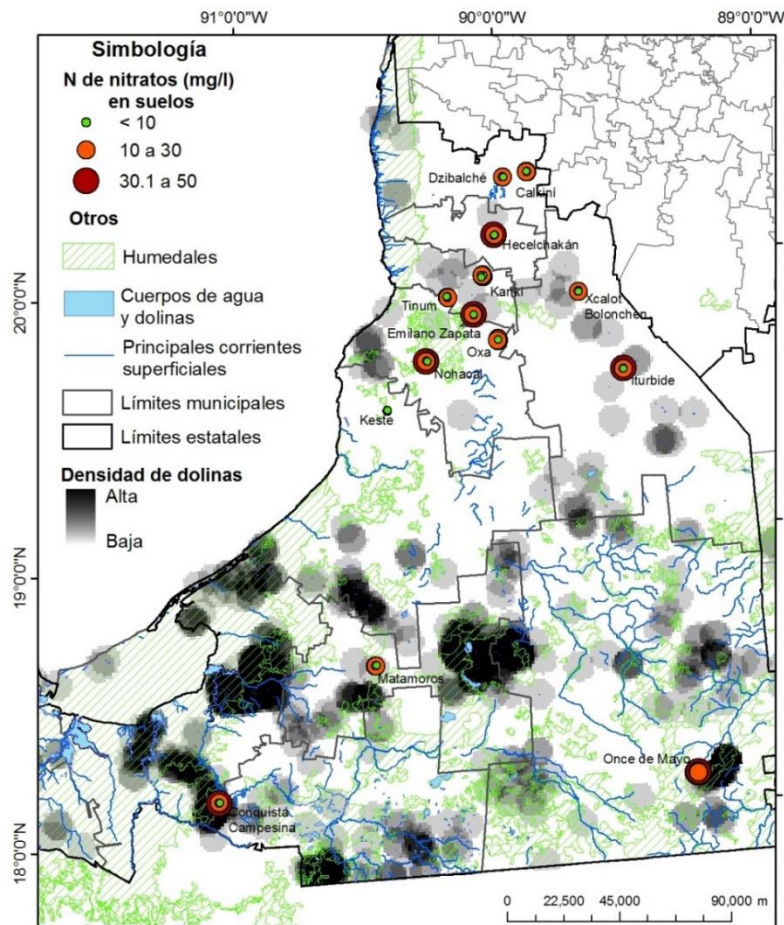 91°0'0"W
90°0'0"W
89°0'0"W
Simbología
N de nitratos (mg/l)
en suelos
< 10
10 a 30
30.1 a 50
Otros
Humedales
Cuerpos de agua
y dolinas
Principales corrientes
superficiales
Límites municipales
Límites estatales
Densidad de dolinas
Alta
Baja
20°0'0"N
19°0'0"N
18°0'0"N
Dzibalché
Calkiní
Hecelchakán
Kankí
Tinum
Xcalot
Bolonchen
Emilano Zapata
Oxa
Nohacal
Iturbide
Keste
Matamoros
Once de Mayo
Conquista
Campesina
0 22,500 45,000 90,000 m